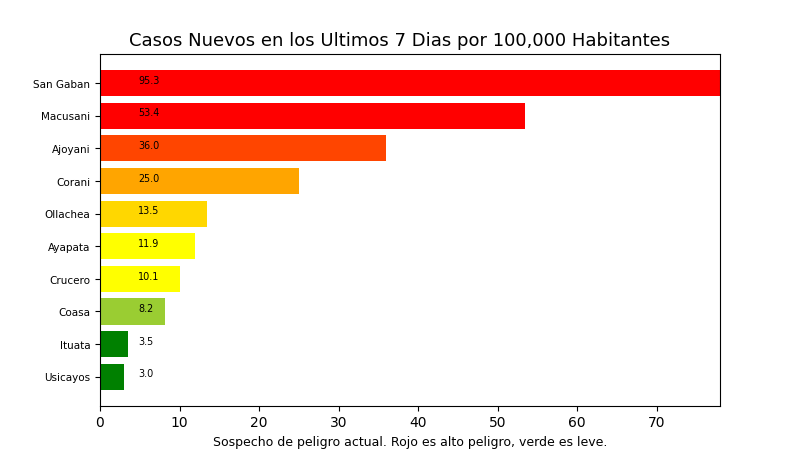 Casos Nuevos en los Ultimos 7 Dias por 100,000 Habitantes
San Gaban 95.3
Macusani 53.4
Ajoyani 36.0
Corani 25.0
Ollachea 13.5
Ayapata 11.9
Crucero 10.1
Coasa 8.2
Ituata 3.5
Usicayos 3.0
0 10 20 30 40 50 60 70
Sospecho de peligro actual. Rojo es alto peligro, verde es leve.